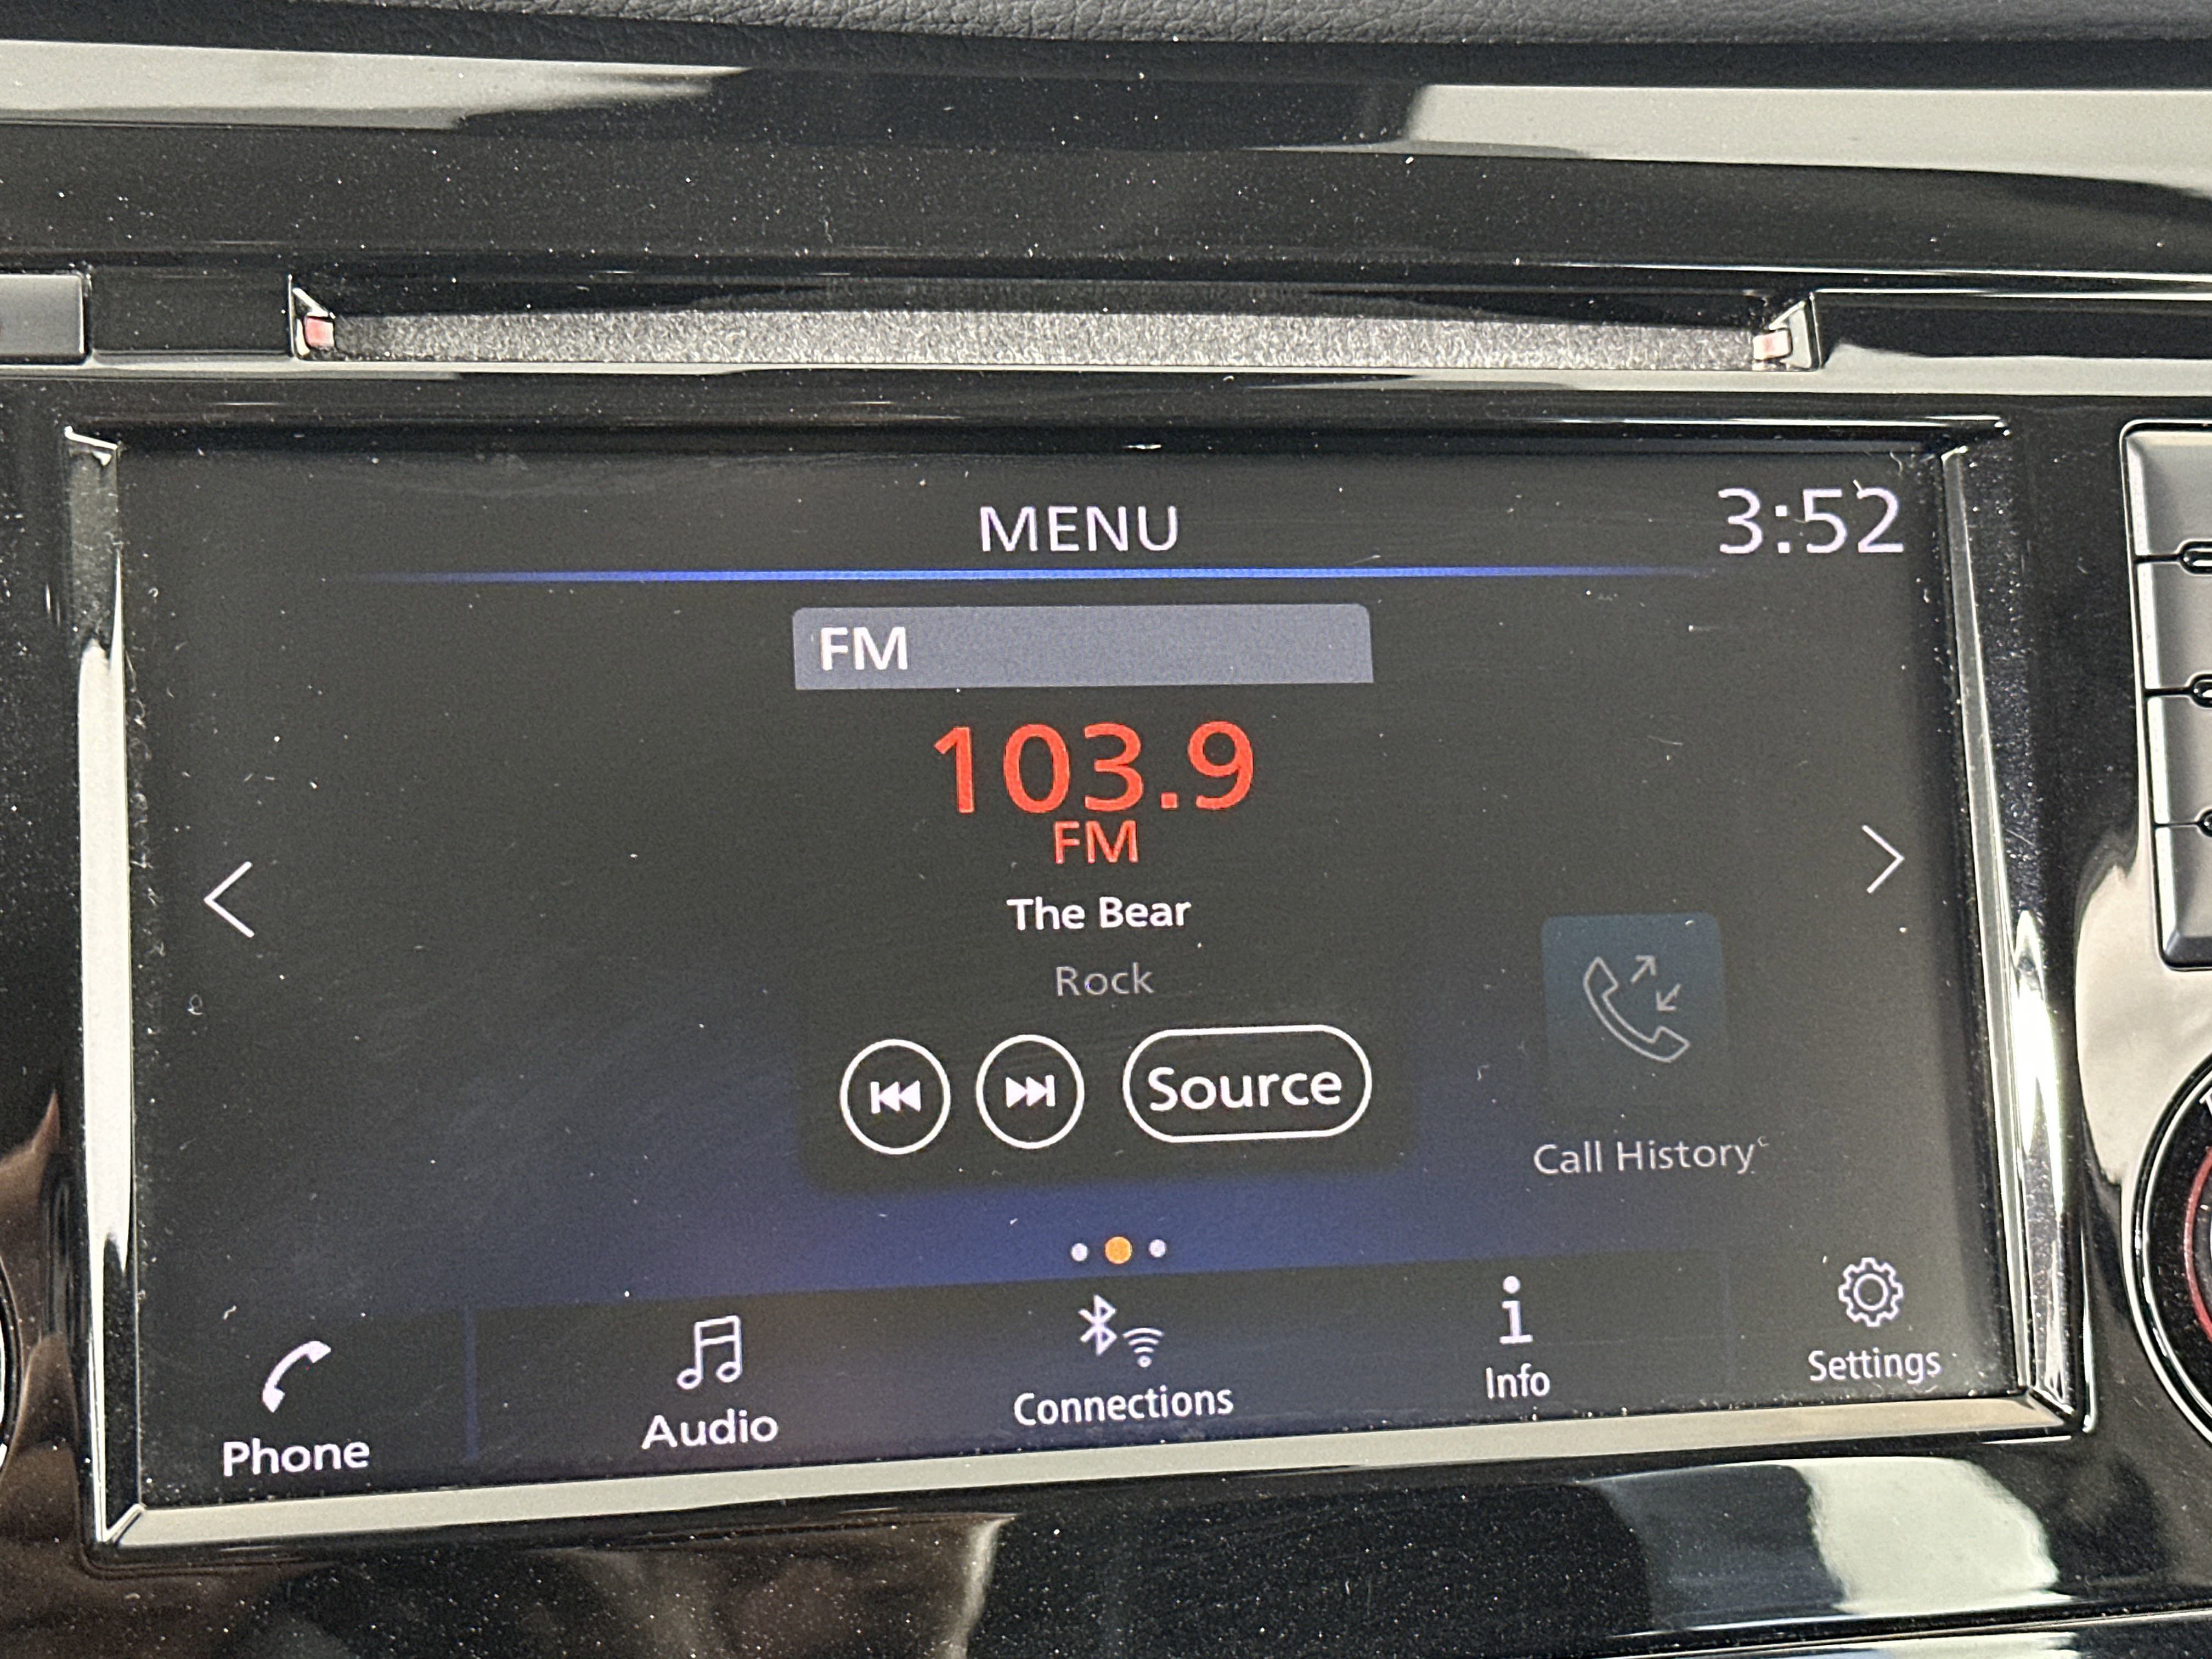 MENU
3:52
FM
103.9
FM
The Bear
Rock
Source
Call History
Phone
Audio
Connections
Info
Settings